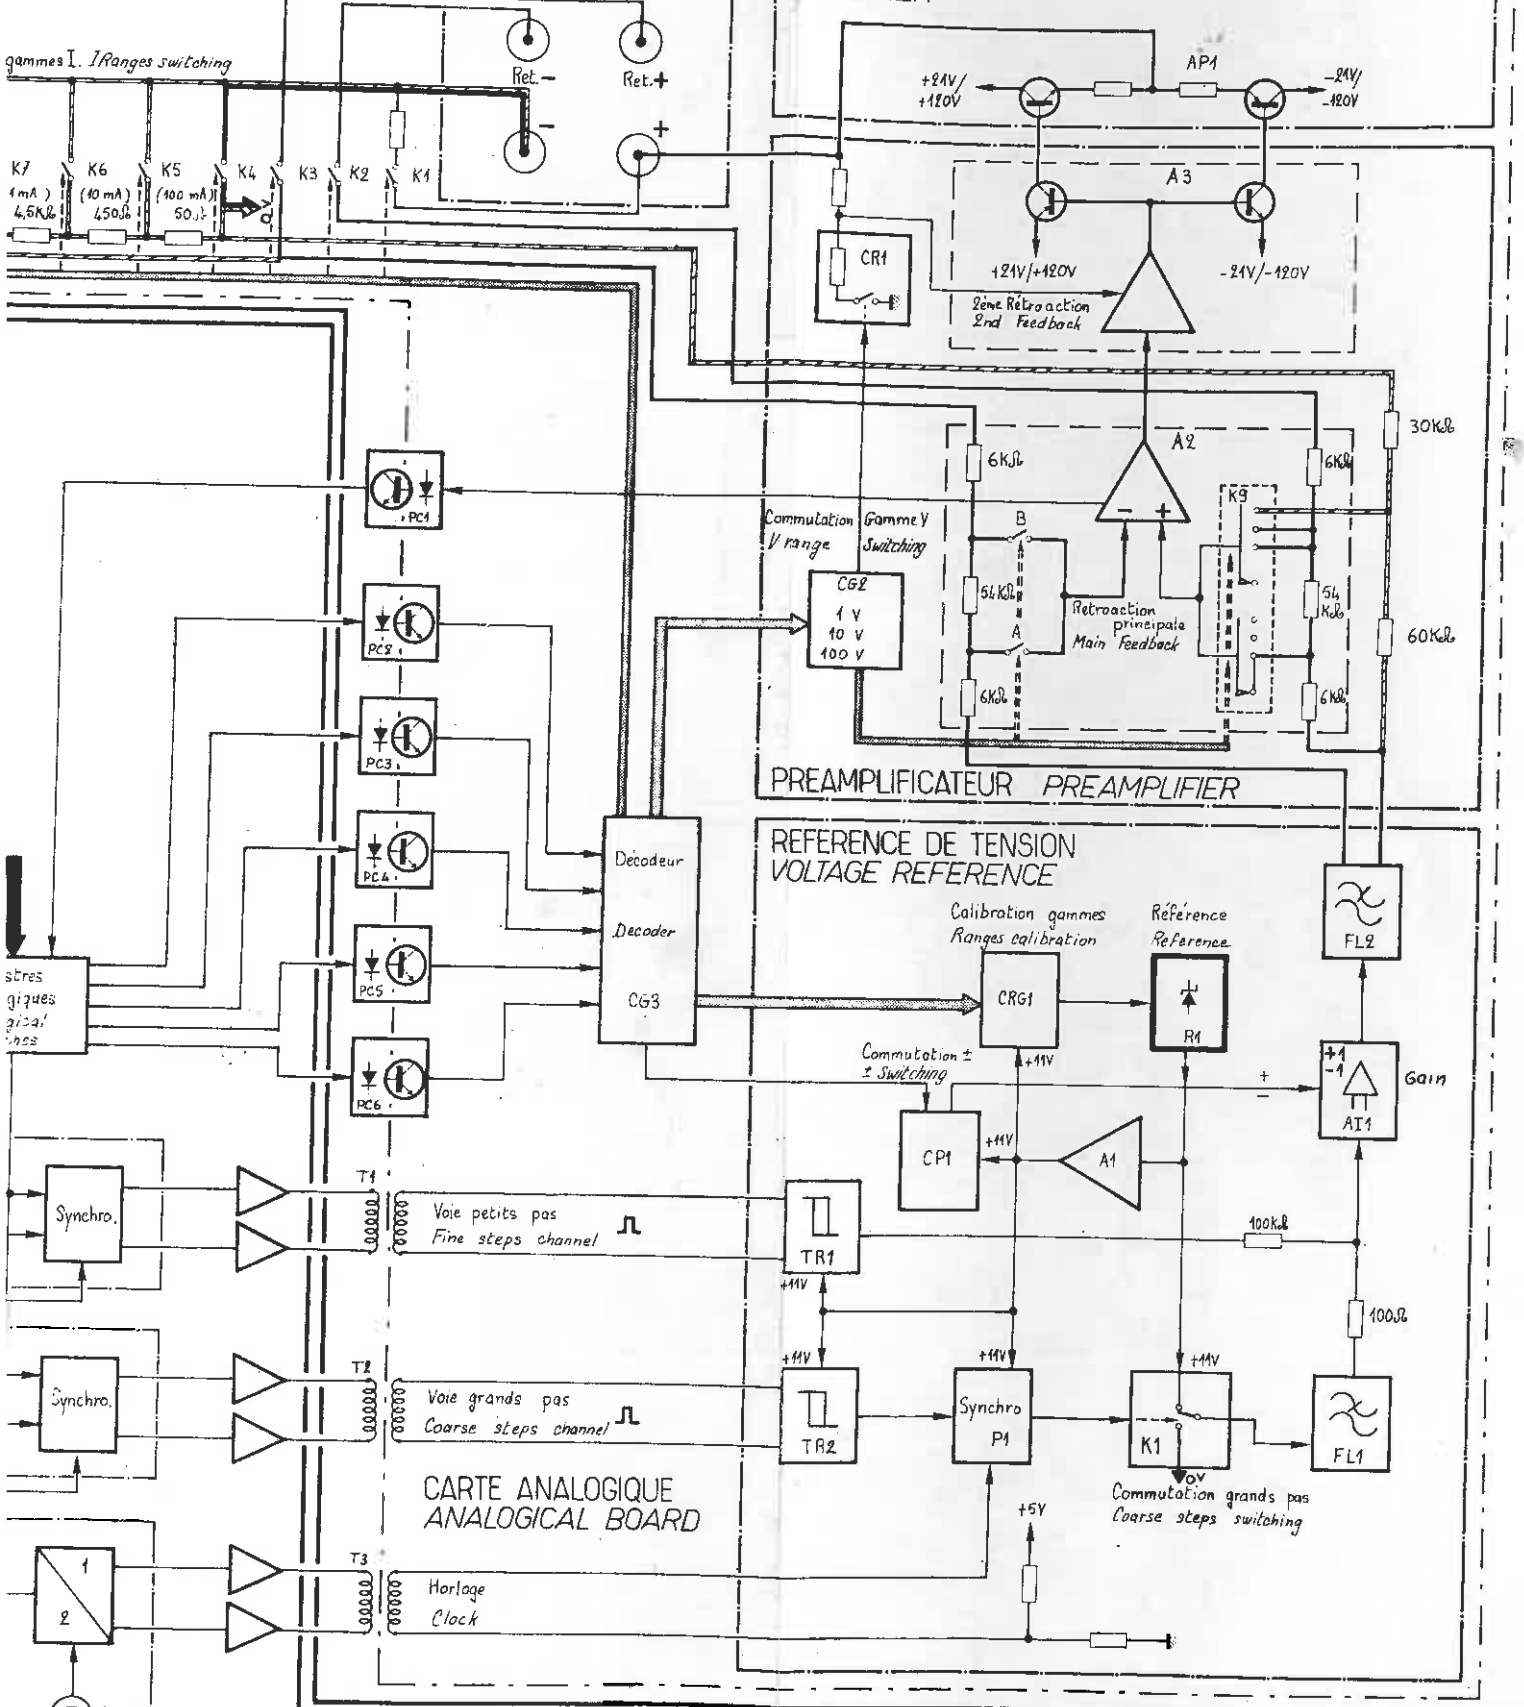 gammes I. I Ranges switching
Ret.-
Ret.+
-
+
AP1
+21V/
+120V
-21V/
-120V
K7
K6
K5
K4
K3
K2
K1
1 mA)
(10 mA)
(100 mA)
4,5KΩ
450Ω
50Ω
CR1
A3
+21V/+120V
-21V/-120V
2ème Rétroaction
2nd Feedback
A2
30KΩ
6KΩ
6KΩ
K9
PC1
B
- +
Commutation Gamme V
V range Switching
CG2
1 V
10 V
100 V
54KΩ
54
KΩ
Retroaction
principale
Main Feedback
A
60KΩ
6KΩ
6KΩ
PC2
PC3
PC4
PC5
PC6
PREAMPLIFICATEUR PREAMPLIFIER
REFERENCE DE TENSION
VOLTAGE REFERENCE
Décodeur
Decoder
CG3
Calibration gammes
Ranges calibration
Référence
Reference
FL2
CRG1
R1
giques
+11V
Commutation ±
± Switching
+
-
+1
-1
AI1
Gain
CP1
+11V
A1
Synchro.
T1
Voie petits pas
Fine steps channel
TR1
+11V
100KΩ
100Ω
Synchro.
T2
Voie grands pas
Coarse steps channel
+11V
TR2
+11V
Synchro
P1
+11V
K1
0V
FL1
Commutation grands pas
Coarse steps switching
CARTE ANALOGIQUE
ANALOGICAL BOARD
+5V
1
2
T3
Horloge
Clock